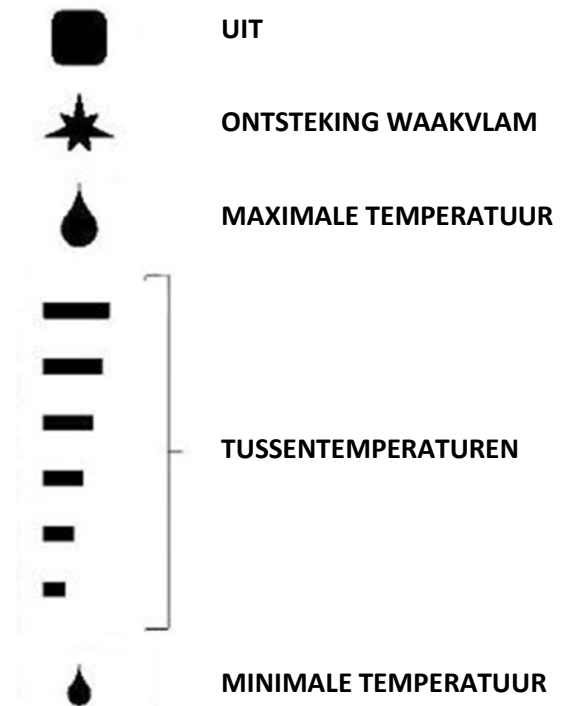 UIT
ONTSTEKING WAAKVLAM
MAXIMALE TEMPERATUUR
TUSSENTEMPERATUREN
MINIMALE TEMPERATUUR